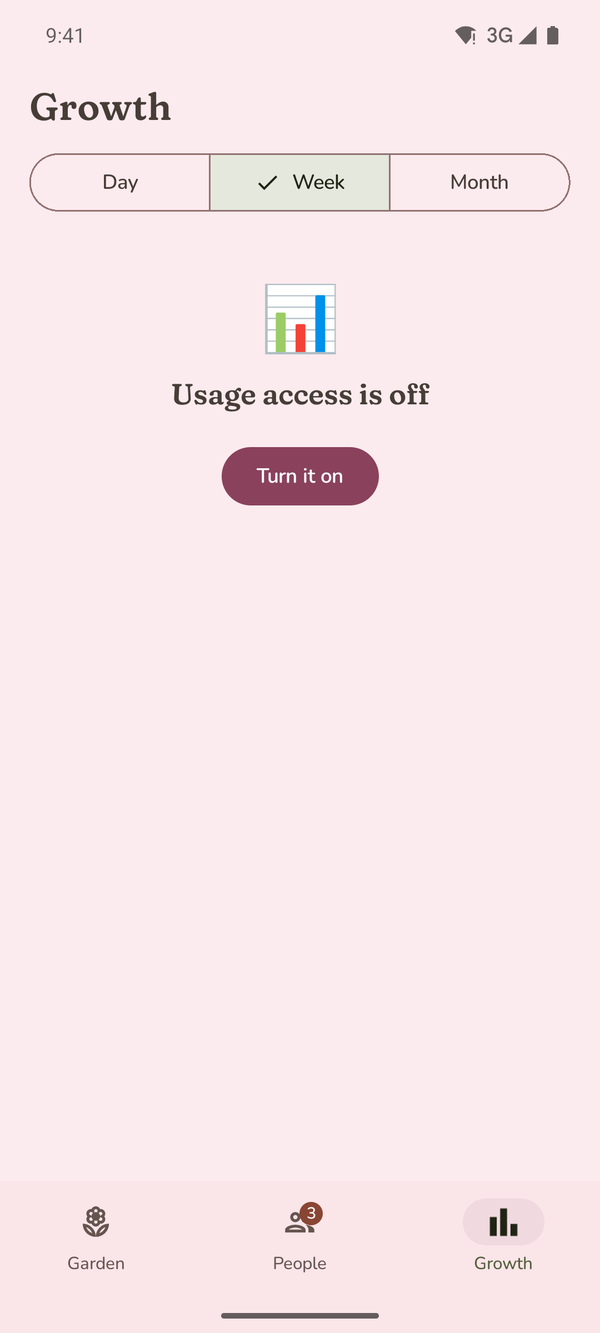 9:41
3G
Growth
Day
Week
Month
Usage access is off
Turn it on
3
Garden
People
Growth